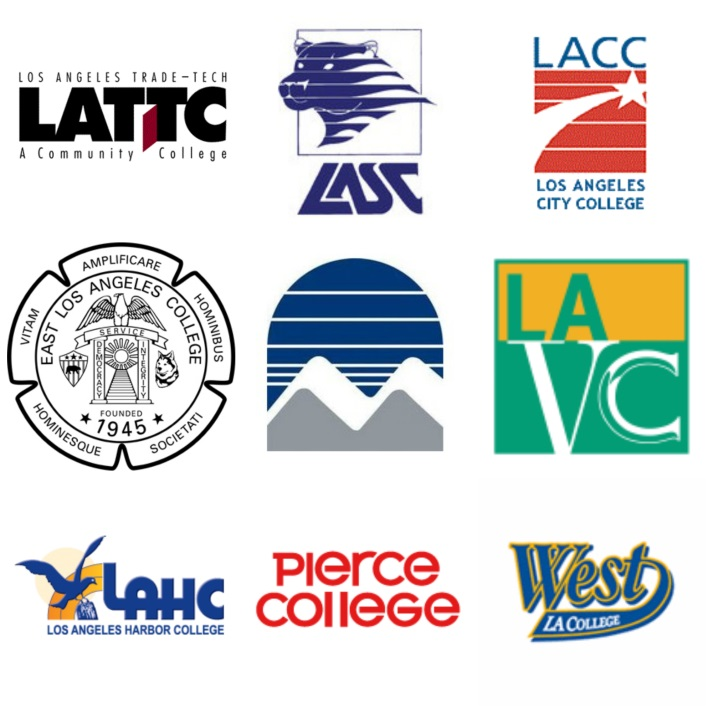 LOS ANGELES TRADE–TECH
LATTC
A Community College
LASC
LACC
LOS ANGELES
CITY COLLEGE
AMPLIFICARE
VITAM
HOMINIBUS
HOMINESQUE
SOCIETATI
EAST LOS ANGELES COLLEGE
SERVICE
DEMOCRACY
INTEGRITY
FOUNDED
1945
LA
VC
LAHC
LOS ANGELES HARBOR COLLEGE
PIerce
College
West
LA COLLEGE